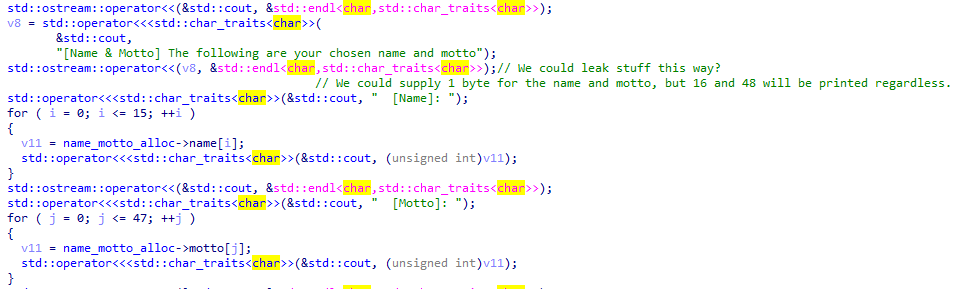 std::ostream::operator<<(&std::cout, &std::endl<char,std::char_traits<char>>);
v8 = std::operator<<<std::char_traits<char>>(
&std::cout,
"[Name & Motto] The following are your chosen name and motto");
std::ostream::operator<<(v8, &std::endl<char,std::char_traits<char>>);// We could leak stuff this way?
// We could supply 1 byte for the name and motto, but 16 and 48 will be printed regardless.
std::operator<<<std::char_traits<char>>(&std::cout, "  [Name]: ");
for ( i = 0; i <= 15; ++i )
{
v11 = name_motto_alloc->name[i];
std::operator<<<std::char_traits<char>>(&std::cout, (unsigned int)v11);
}
std::ostream::operator<<(&std::cout, &std::endl<char,std::char_traits<char>>);
std::operator<<<std::char_traits<char>>(&std::cout, "  [Motto]: ");
for ( j = 0; j <= 47; ++j )
{
v11 = name_motto_alloc->motto[j];
std::operator<<<std::char_traits<char>>(&std::cout, (unsigned int)v11);
}